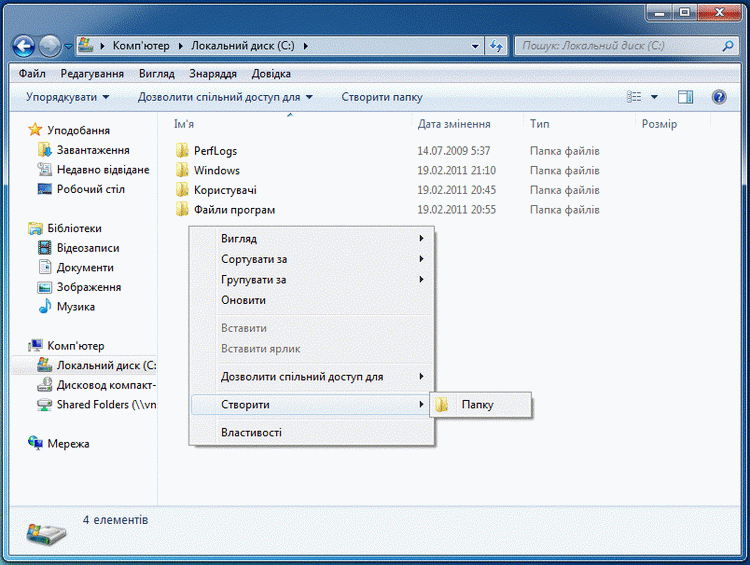 Комп'ютер Локальний диск (C:) Пошук: Локальний диск (C:)
Файл Редагування Вигляд Знаряддя Довідка
Упорядкувати Дозволити спільний доступ для Створити папку
Уподобання
Завантаження
Недавно відвідане
Робочий стіл
Бібліотеки
Відеозаписи
Документи
Зображення
Музика
Комп'ютер
Локальний диск (C:
Дисковод компакт-
Shared Folders (\\vn
Мережа
Ім'я Дата змінення Тип Розмір
PerfLogs 14.07.2009 5:37 Папка файлів
Windows 19.02.2011 21:10 Папка файлів
Користувачі 19.02.2011 20:45 Папка файлів
Файли програм 19.02.2011 20:55 Папка файлів
Вигляд
Сортувати за
Групувати за
Оновити
Вставити
Вставити ярлик
Дозволити спільний доступ для
Створити Папку
Властивості
4 елементів